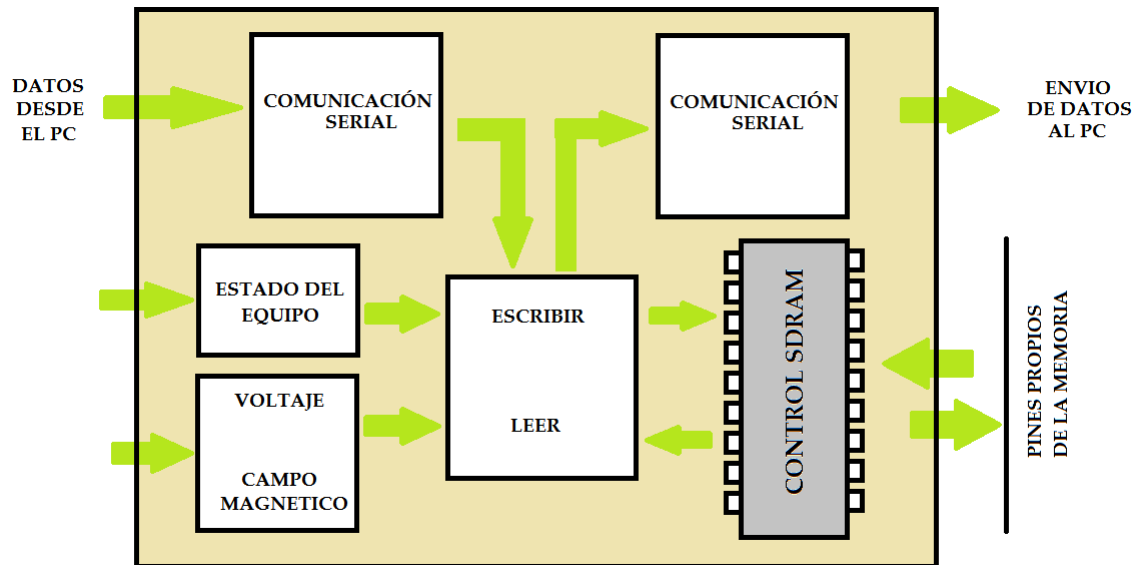 DATOS
DESDE
EL PC
COMUNICACIÓN
SERIAL
COMUNICACIÓN
SERIAL
ENVIO
DE DATOS
AL PC
ESTADO DEL
EQUIPO
VOLTAJE
CAMPO
MAGNETICO
ESCRIBIR
LEER
CONTROL SDRAM
PINES PROPIOS
DE LA MEMORIA